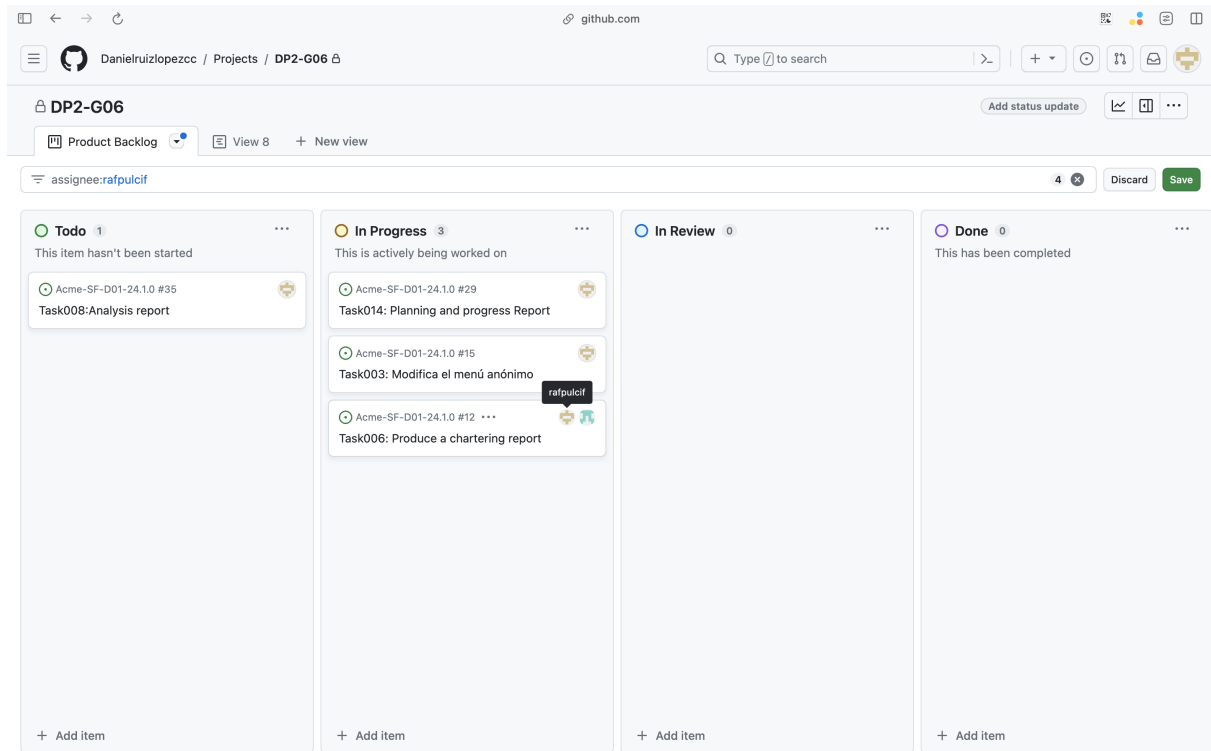 github.com
Danielruizlopezcc / Projects / DP2-G06
Type / to search
DP2-G06
Add status update
Product Backlog
View 8
New view
assignee:rafpulcif
4
Discard
Save
Todo 1
This item hasn't been started
Acme-SF-D01-24.1.0 #35
Task008:Analysis report
Add item
In Progress 3
This is actively being worked on
Acme-SF-D01-24.1.0 #29
Task014: Planning and progress Report
Acme-SF-D01-24.1.0 #15
Task003: Modifica el menú anónimo
rafpulcif
Acme-SF-D01-24.1.0 #12
Task006: Produce a chartering report
Add item
In Review 0
Add item
Done 0
This has been completed
Add item